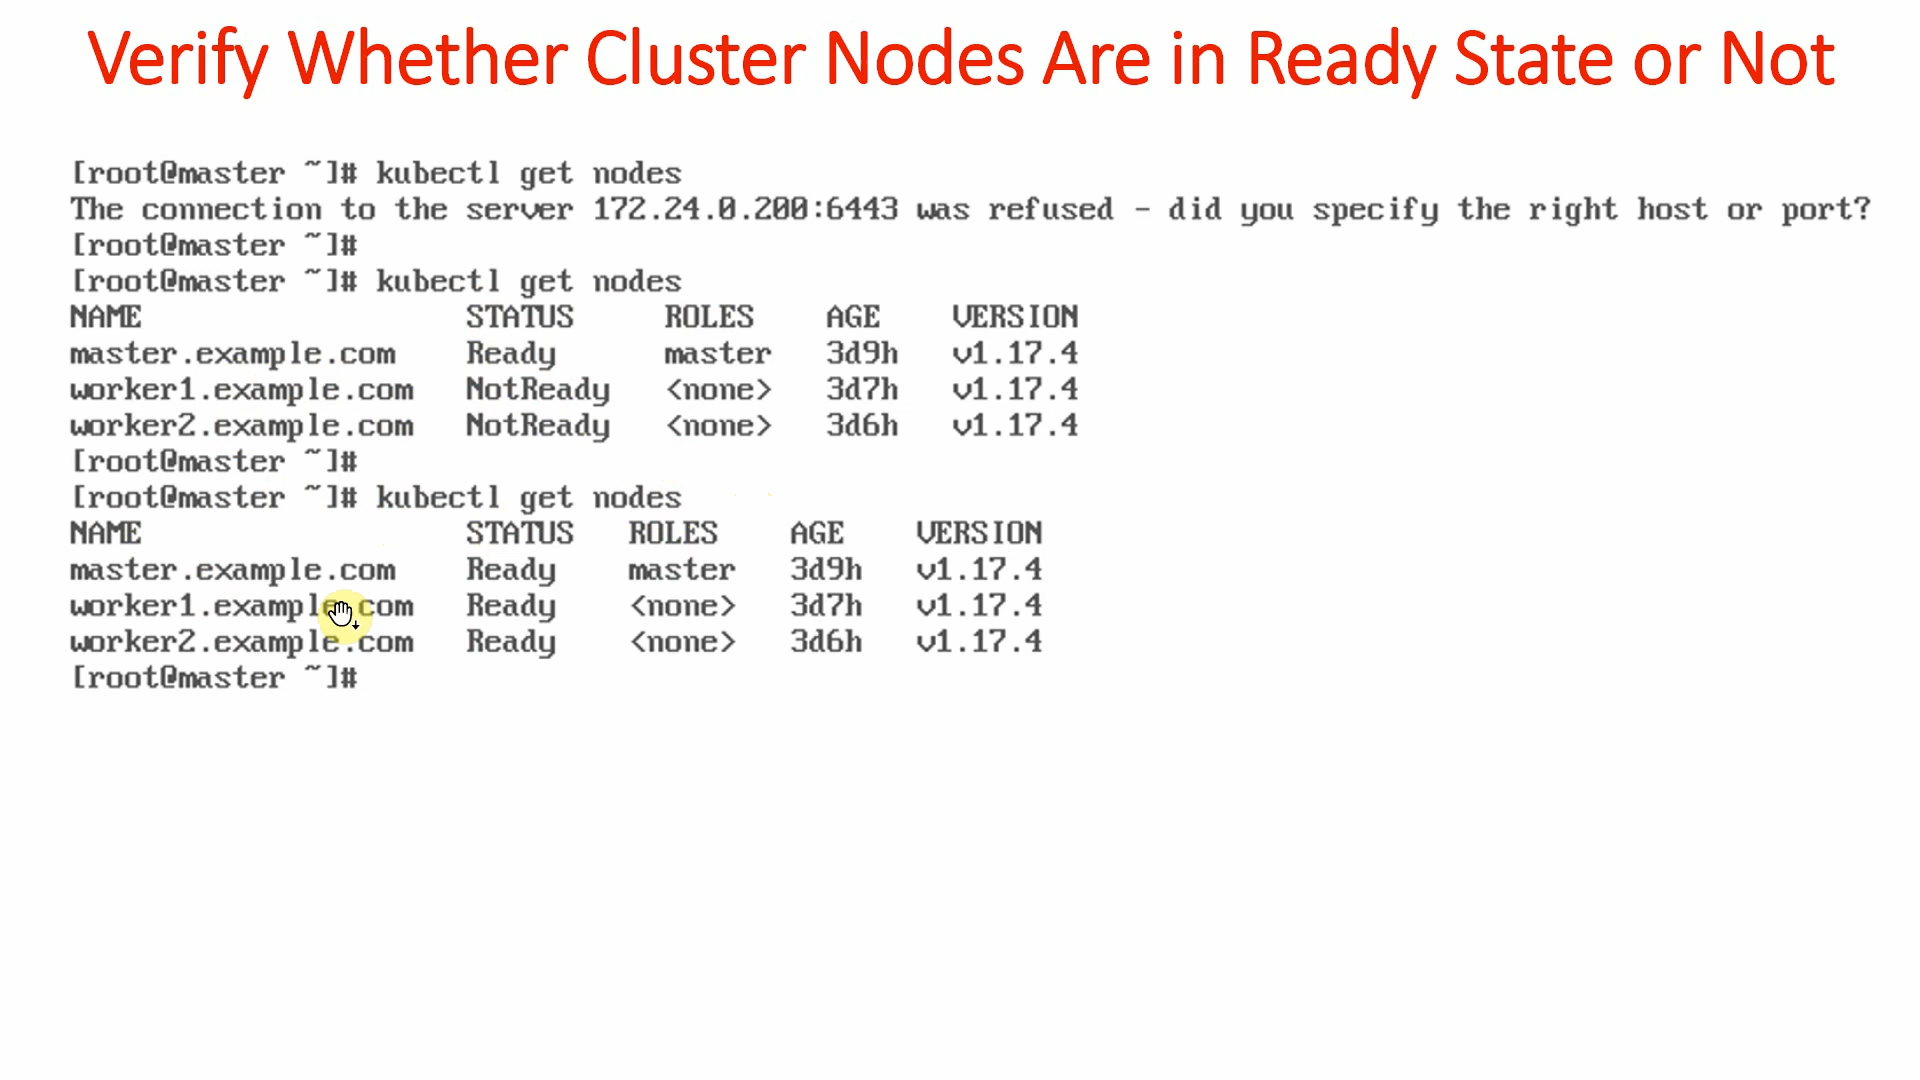 Verify Whether Cluster Nodes Are in Ready State or Not
[root@master ~]# kubectl get nodes
The connection to the server 172.24.0.200:6443 was refused - did you specify the right host or port?
[root@master ~]#
[root@master ~]# kubectl get nodes
NAME STATUS ROLES AGE VERSION
master.example.com Ready master 3d9h v1.17.4
worker1.example.com NotReady <none> 3d7h v1.17.4
worker2.example.com NotReady <none> 3d6h v1.17.4
[root@master ~]#
[root@master ~]# kubectl get nodes
NAME STATUS ROLES AGE VERSION
master.example.com Ready master 3d9h v1.17.4
worker1.example.com Ready <none> 3d7h v1.17.4
worker2.example.com Ready <none> 3d6h v1.17.4
[root@master ~]#